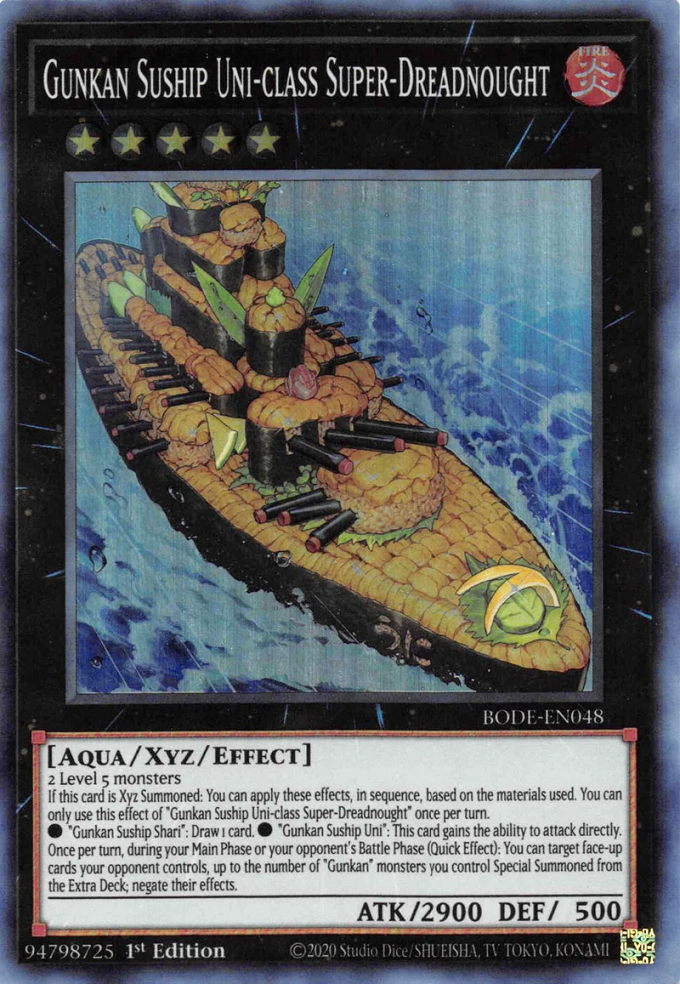 Gunkan Suship Uni-class Super-Dreadnought
FIRE
炎
BODE-EN048
[Aqua/Xyz/Effect]
2 Level 5 monsters
If this card is Xyz Summoned: You can apply these effects, in sequence, based on the materials used. You can
only use this effect of "Gunkan Suship Uni-class Super-Dreadnought" once per turn.
● "Gunkan Suship Shari": Draw 1 card. ● "Gunkan Suship Uni": This card gains the ability to attack directly.
Once per turn, during your Main Phase or your opponent's Battle Phase (Quick Effect): You can target face-up
cards your opponent controls, up to the number of "Gunkan" monsters you control Special Summoned from
the Extra Deck; negate their effects.
ATK/2900 DEF/ 500
94798725 1st Edition ©2020 Studio Dice/SHUEISHA, TV TOKYO, KONAMI